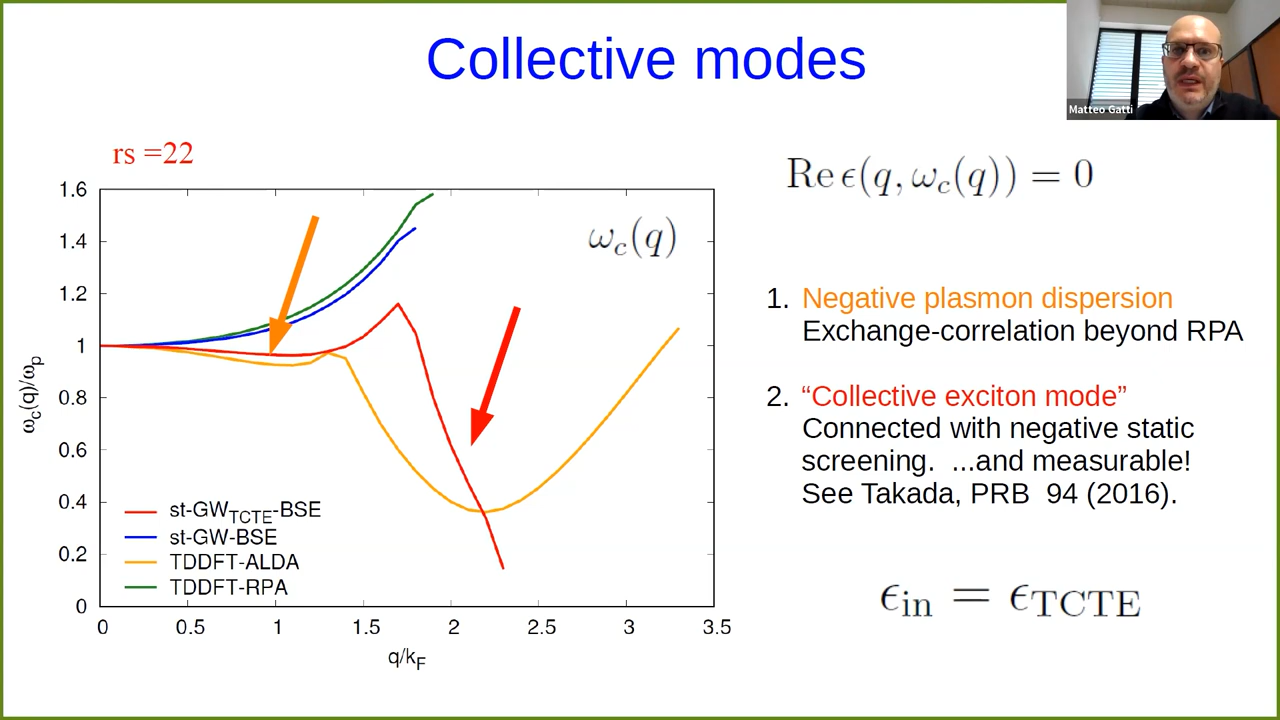 Collective modes
Matteo Gatti
rs =22
Re ϵ(q, ω_c(q)) = 0
ω_c(q)
1.6
1.4
1.2
1
0.8
0.6
0.4
0.2
0
ω_c(q)/ω_p
st-GW_TCTE-BSE
st-GW-BSE
TDDFT-ALDA
TDDFT-RPA
0 0.5 1 1.5 2 2.5 3 3.5
q/k_F
1. Negative plasmon dispersion
Exchange-correlation beyond RPA
2. “Collective exciton mode”
Connected with negative static
screening. ...and measurable!
See Takada, PRB 94 (2016).
ϵ_in = ϵ_TCTE